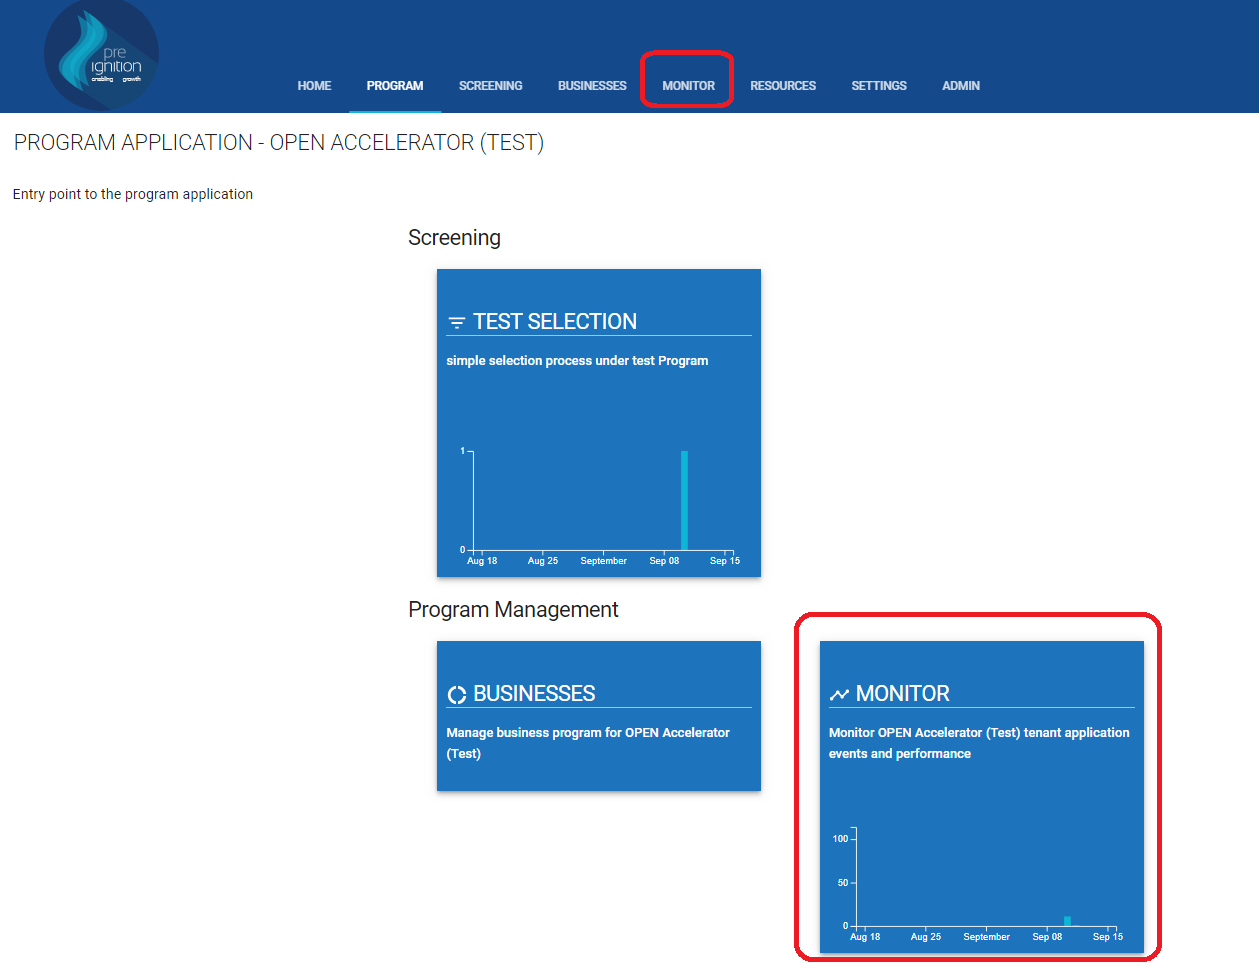 pre
ignition
enabling growth
HOME PROGRAM SCREENING BUSINESSES MONITOR RESOURCES SETTINGS ADMIN
PROGRAM APPLICATION - OPEN ACCELERATOR (TEST)
Entry point to the program application
Screening
TEST SELECTION
simple selection process under test Program
1
0
Aug 18 Aug 25 September Sep 08 Sep 15
Program Management
BUSINESSES
Manage business program for OPEN Accelerator
(Test)
MONITOR
Monitor OPEN Accelerator (Test) tenant application
events and performance
100
50
0
Aug 18 Aug 25 September Sep 08 Sep 15